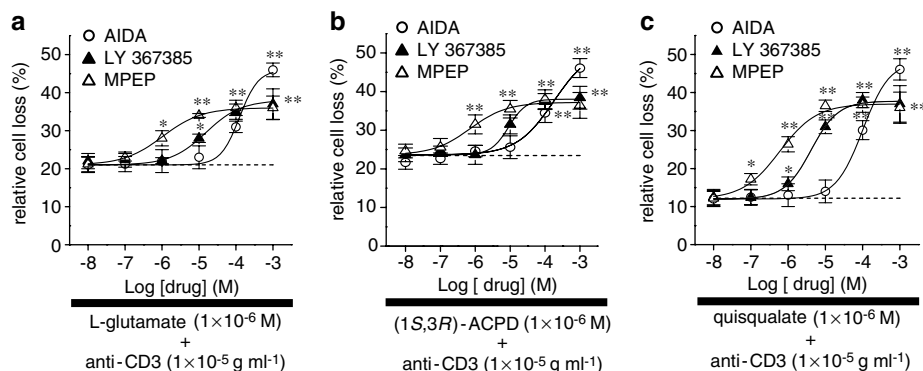 a
AIDA
LY 367385
MPEP
relative cell loss (%)
50
40
30
20
10
0
* ** ** **
* **
-8 -7 -6 -5 -4 -3
Log [drug] (M)
L-glutamate (1×10-6 M)
+
anti-CD3 (1×10-5 g ml-1)
b
AIDA
LY 367385
MPEP
relative cell loss (%)
50
40
30
20
10
0
** ** ** **
** **
-8 -7 -6 -5 -4 -3
Log [ drug] (M)
(1S,3R)-ACPD (1×10-6 M)
+
anti-CD3 (1×10-5 g ml-1)
c
AIDA
LY 367385
MPEP
relative cell loss (%)
50
40
30
20
10
0
* ** ** ** **
* ** ** **
-8 -7 -6 -5 -4 -3
Log [ drug] (M)
quisqualate (1×10-6 M)
+
anti-CD3 (1×10-5 g ml-1)